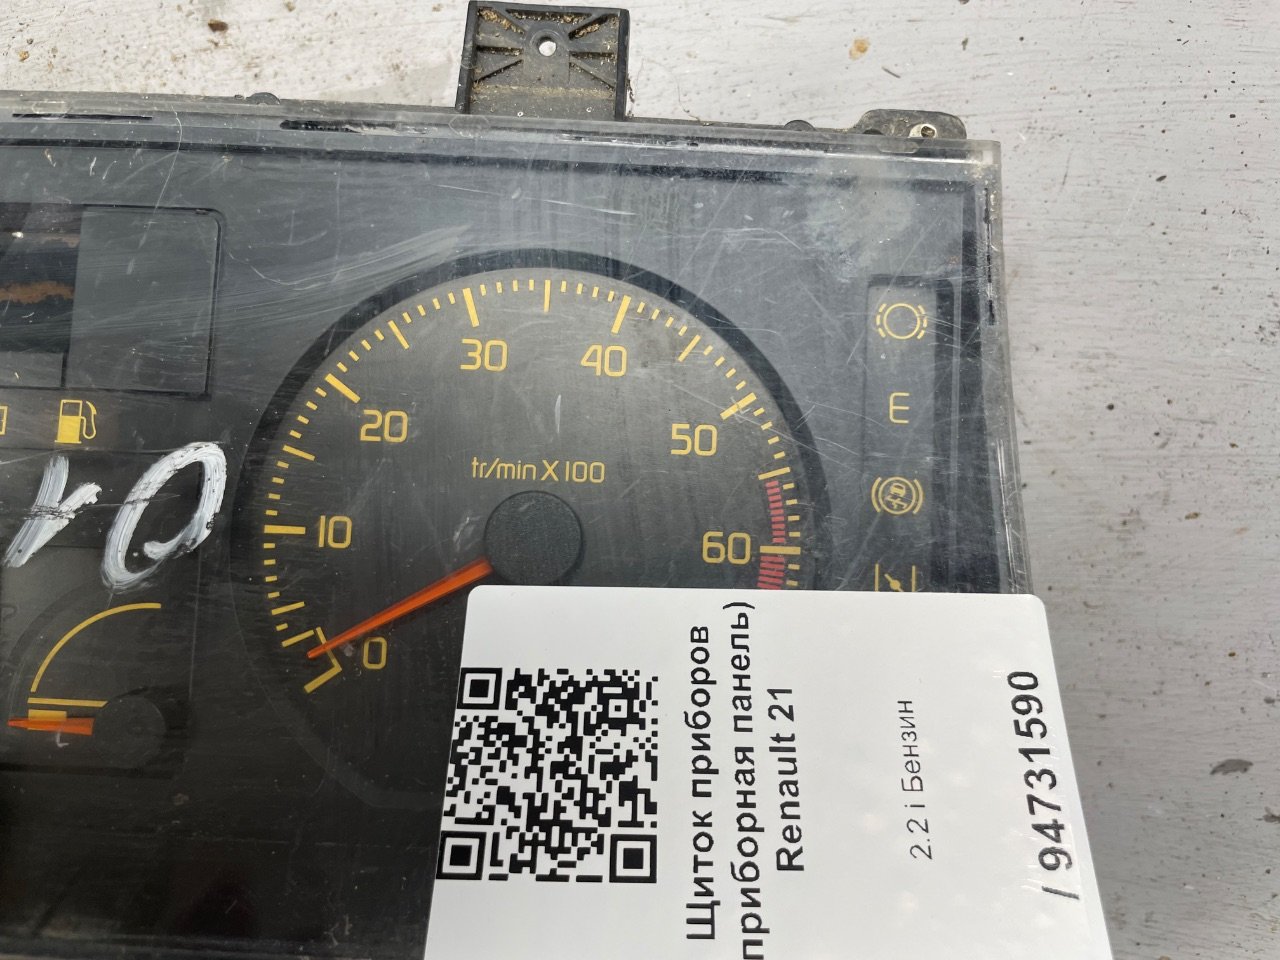 30
40
20
50
tr/min X 100
10
60
0
E
Щиток приборов
приборная панель)
Renault 21
2.2 i Бензин
/ 94731590